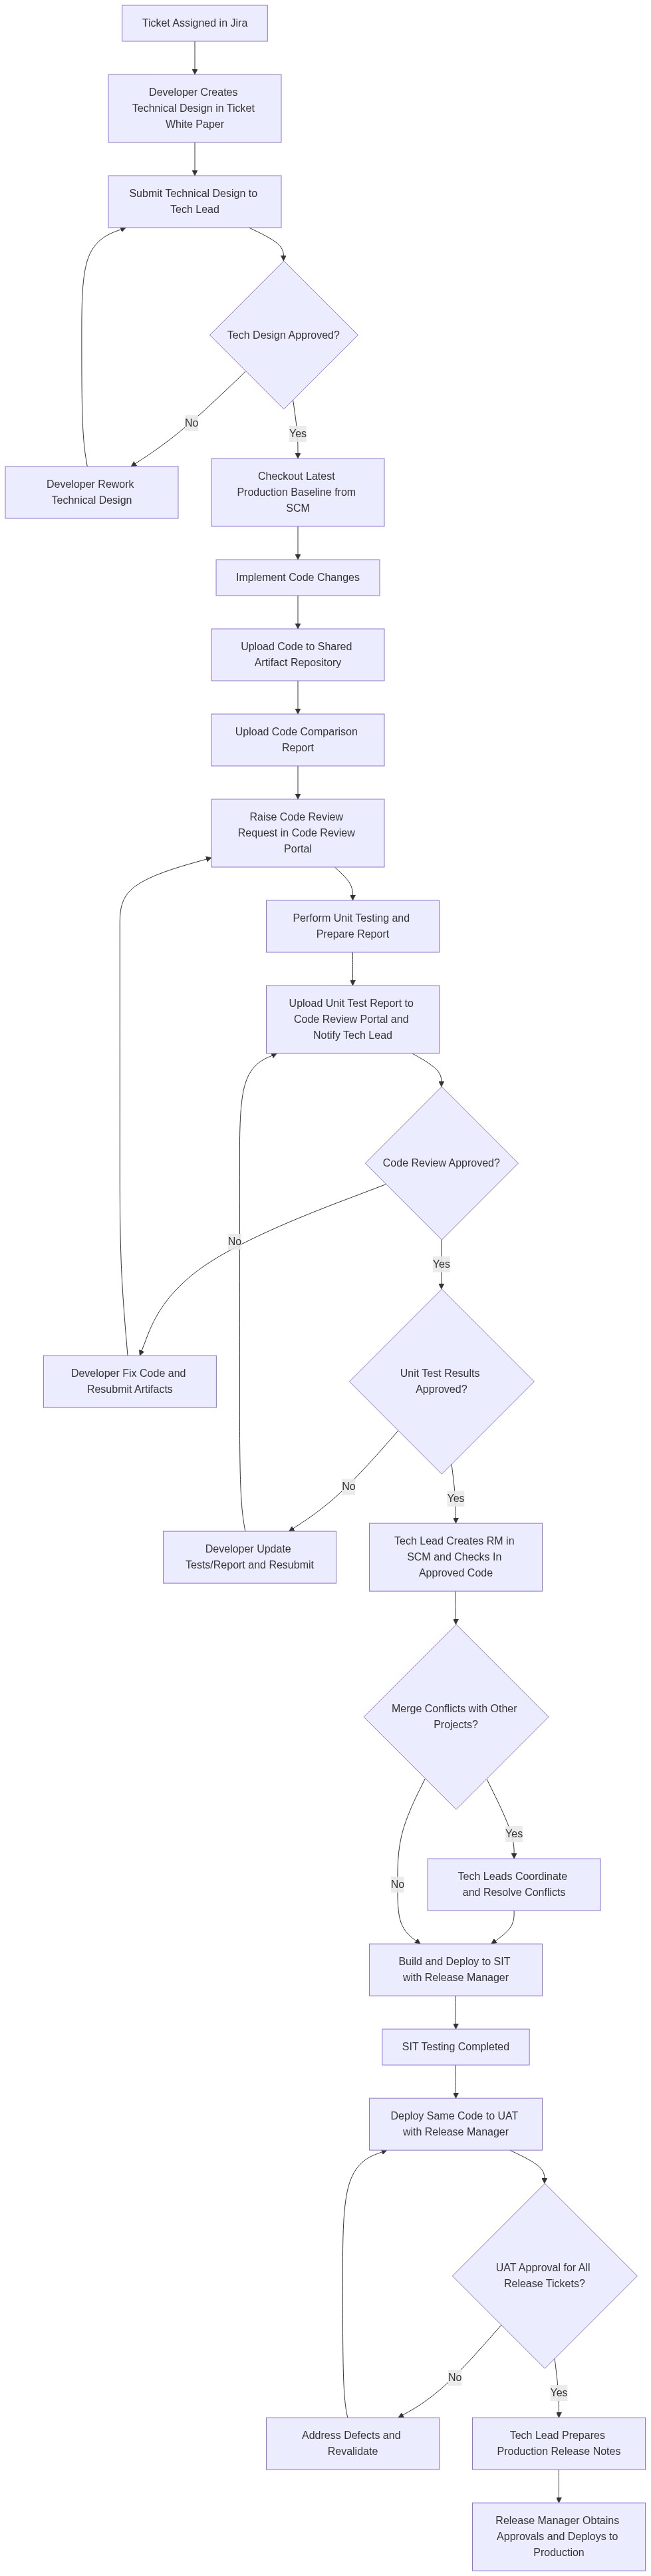 Ticket Assigned in Jira
Developer Creates
Technical Design in Ticket
White Paper
Submit Technical Design to
Tech Lead
Tech Design Approved?
No
Yes
Developer Rework
Technical Design
Checkout Latest
Production Baseline from
SCM
Implement Code Changes
Upload Code to Shared
Artifact Repository
Upload Code Comparison
Report
Raise Code Review
Request in Code Review
Portal
Perform Unit Testing and
Prepare Report
Upload Unit Test Report to
Code Review Portal and
Notify Tech Lead
Code Review Approved?
No
Yes
Developer Fix Code and
Resubmit Artifacts
Unit Test Results
Approved?
No
Yes
Developer Update
Tests/Report and Resubmit
Tech Lead Creates RM in
SCM and Checks In
Approved Code
Merge Conflicts with Other
Projects?
Yes
No
Tech Leads Coordinate
and Resolve Conflicts
Build and Deploy to SIT
with Release Manager
SIT Testing Completed
Deploy Same Code to UAT
with Release Manager
UAT Approval for All
Release Tickets?
No
Yes
Address Defects and
Revalidate
Tech Lead Prepares
Production Release Notes
Release Manager Obtains
Approvals and Deploys to
Production